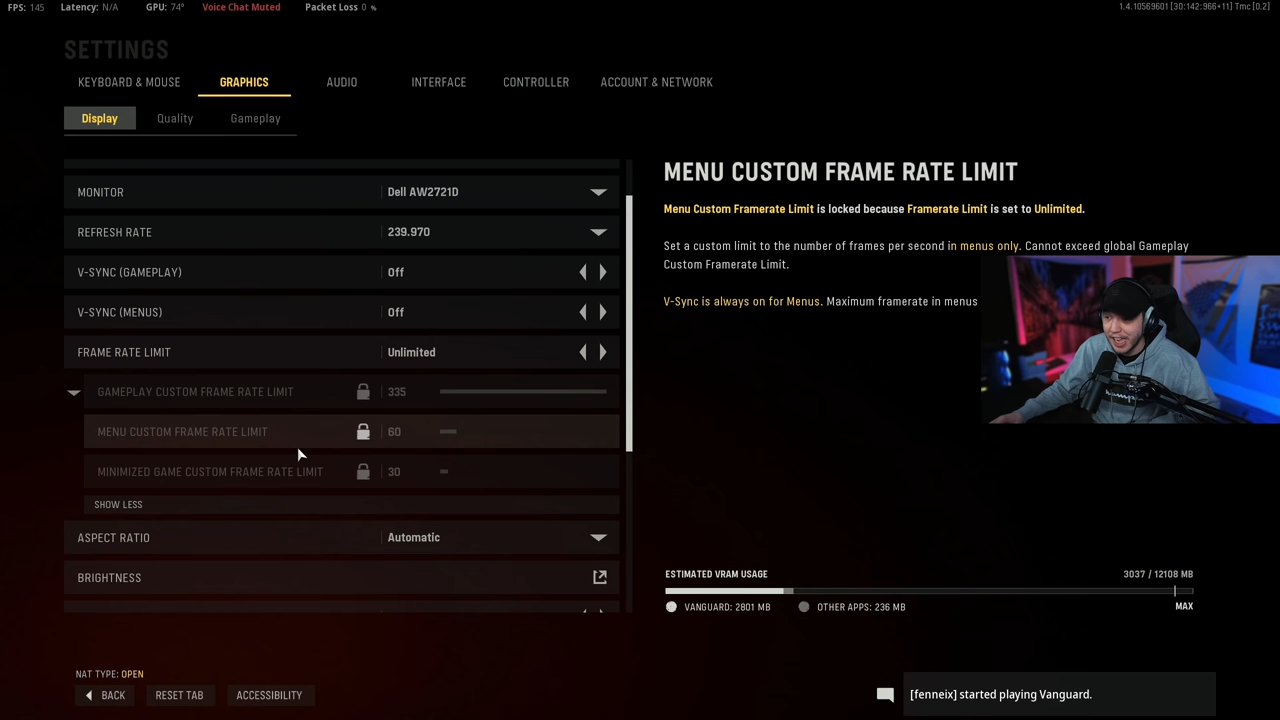 FPS: 145 Latency: N/A GPU: 74° Voice Chat Muted Packet Loss 0 %
1.4.10569601 [30:142:966+11] Tmc [0.2]
SETTINGS
KEYBOARD & MOUSE GRAPHICS AUDIO INTERFACE CONTROLLER ACCOUNT & NETWORK
Display Quality Gameplay
MONITOR Dell AW2721D
REFRESH RATE 239.970
V-SYNC (GAMEPLAY) Off
V-SYNC (MENUS) Off
FRAME RATE LIMIT Unlimited
GAMEPLAY CUSTOM FRAME RATE LIMIT 335
MENU CUSTOM FRAME RATE LIMIT 60
MINIMIZED GAME CUSTOM FRAME RATE LIMIT 30
SHOW LESS
ASPECT RATIO Automatic
BRIGHTNESS
MENU CUSTOM FRAME RATE LIMIT
Menu Custom Framerate Limit is locked because Framerate Limit is set to Unlimited.
Set a custom limit to the number of frames per second in menus only. Cannot exceed global Gameplay
Custom Framerate Limit.
V-Sync is always on for Menus. Maximum framerate in menus
ESTIMATED VRAM USAGE 3037 / 12108 MB
VANGUARD: 2801 MB OTHER APPS: 236 MB MAX
NAT TYPE: OPEN
BACK RESET TAB ACCESSIBILITY
[fenneix] started playing Vanguard.